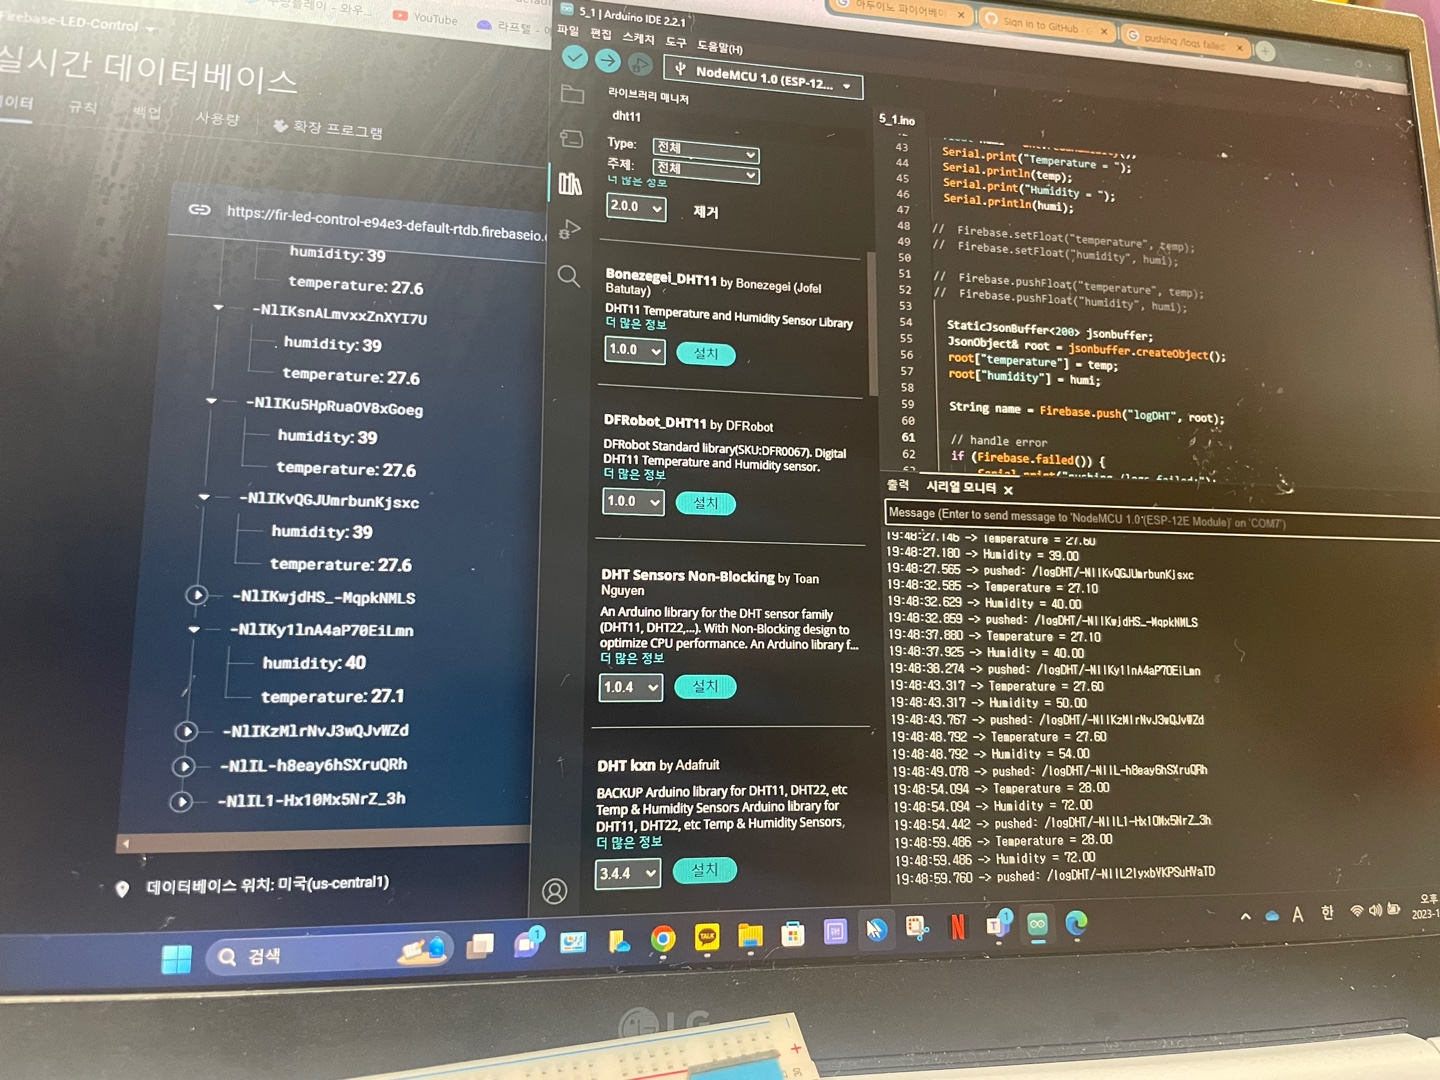 Firebase-LED-Control
YouTube
라프텔
실시간 데이터베이스
규칙
백업
사용량
확장 프로그램
https://fir-led-control-e94e3-default-rtdb.firebaseio.
humidity: 39
temperature: 27.6
-NlIKsnALmvxxZnXYI7U
humidity: 39
temperature: 27.6
-NlIKu5HpRuaOV8xGoeg
humidity: 39
temperature: 27.6
-NlIKvQGJUmrbunKjsxc
humidity: 39
temperature: 27.6
-NlIKwjdHS_-MqpkNMLS
-NlIKy1lnA4aP70EiLmn
humidity: 40
temperature: 27.1
-NlIKzMlrNvJ3wQJvWZd
-NlIL-h8eay6hSXruQRh
-NlIL1-Hx10Mx5NrZ_3h
데이터베이스 위치: 미국(us-central1)
5_1 | Arduino IDE 2.2.1
파일 편집 스케치 도구 도움말(H)
아두이노 파이어베이
Sign in to GitHub
pushing /logs failed
NodeMCU 1.0 (ESP-12...
라이브러리 매니저
dht11
Type: 전체
주제: 전체
더 많은 정보
2.0.0 제거
Bonezegei_DHT11 by Bonezegei (Jofel
Batutay)
DHT11 Temperature and Humidity Sensor Library
더 많은 정보
1.0.0 설치
DFRobot_DHT11 by DFRobot
DFRobot Standard library(SKU:DFR0067). Digital
DHT11 Temperature and Humidity sensor.
더 많은 정보
1.0.0 설치
DHT Sensors Non-Blocking by Toan
Nguyen
An Arduino library for the DHT sensor family
(DHT11, DHT22,...). With Non-Blocking design to
optimize CPU performance. An Arduino library f...
더 많은 정보
1.0.4 설치
DHT kxn by Adafruit
BACKUP Arduino library for DHT11, DHT22, etc
Temp & Humidity Sensors Arduino library for
DHT11, DHT22, etc Temp & Humidity Sensors,
더 많은 정보
3.4.4 설치
5_1.ino
43 Serial.print("Temperature = ");
44 Serial.println(temp);
45 Serial.print("Humidity = ");
46 Serial.println(humi);
47
48 // Firebase.setFloat("temperature", temp);
49 // Firebase.setFloat("humidity", humi);
50
51 // Firebase.pushFloat("temperature", temp);
52 // Firebase.pushFloat("humidity", humi);
53
54 StaticJsonBuffer<200> jsonbuffer;
55 JsonObject& root = jsonbuffer.createObject();
56 root["temperature"] = temp;
57 root["humidity"] = humi;
58
59 String name = Firebase.push("logDHT", root);
60
61 // handle error
62 if (Firebase.failed()) {
출력 시리얼 모니터
Message (Enter to send message to 'NodeMCU 1.0 (ESP-12E Module)' on 'COM7')
19:48:27.146 -> Temperature = 27.60
19:48:27.180 -> Humidity = 39.00
19:48:27.565 -> pushed: /logDHT/-NlIKvQGJUmrbunKjsxc
19:48:32.585 -> Temperature = 27.10
19:48:32.629 -> Humidity = 40.00
19:48:32.859 -> pushed: /logDHT/-NlIKwjdHS_-MqpkNMLS
19:48:37.880 -> Temperature = 27.10
19:48:37.925 -> Humidity = 40.00
19:48:38.274 -> pushed: /logDHT/-NlIKy1lnA4aP70EiLmn
19:48:43.317 -> Temperature = 27.60
19:48:43.317 -> Humidity = 50.00
19:48:43.767 -> pushed: /logDHT/-NlIKzMlrNvJ3wQJvWZd
19:48:48.792 -> Temperature = 27.60
19:48:48.792 -> Humidity = 54.00
19:48:49.078 -> pushed: /logDHT/-NlIL-h8eay6hSXruQRh
19:48:54.094 -> Temperature = 28.00
19:48:54.094 -> Humidity = 72.00
19:48:54.442 -> pushed: /logDHT/-NlIL1-Hx10Mx5NrZ_3h
19:48:59.486 -> Temperature = 28.00
19:48:59.486 -> Humidity = 72.00
19:48:59.760 -> pushed: /logDHT/-NlIL2lyxbVKPSuHVaTD
검색
TALK
A 한
오후
2023-1
LG